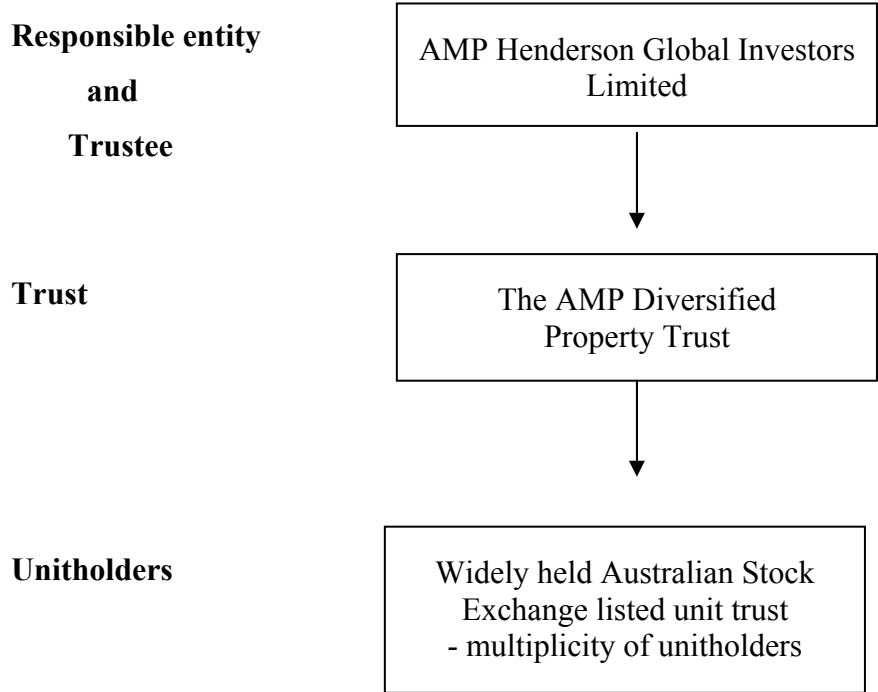 Responsible entity
and
Trustee
AMP Henderson Global Investors
Limited
Trust
The AMP Diversified
Property Trust
Unitholders
Widely held Australian Stock
Exchange listed unit trust
- multiplicity of unitholders